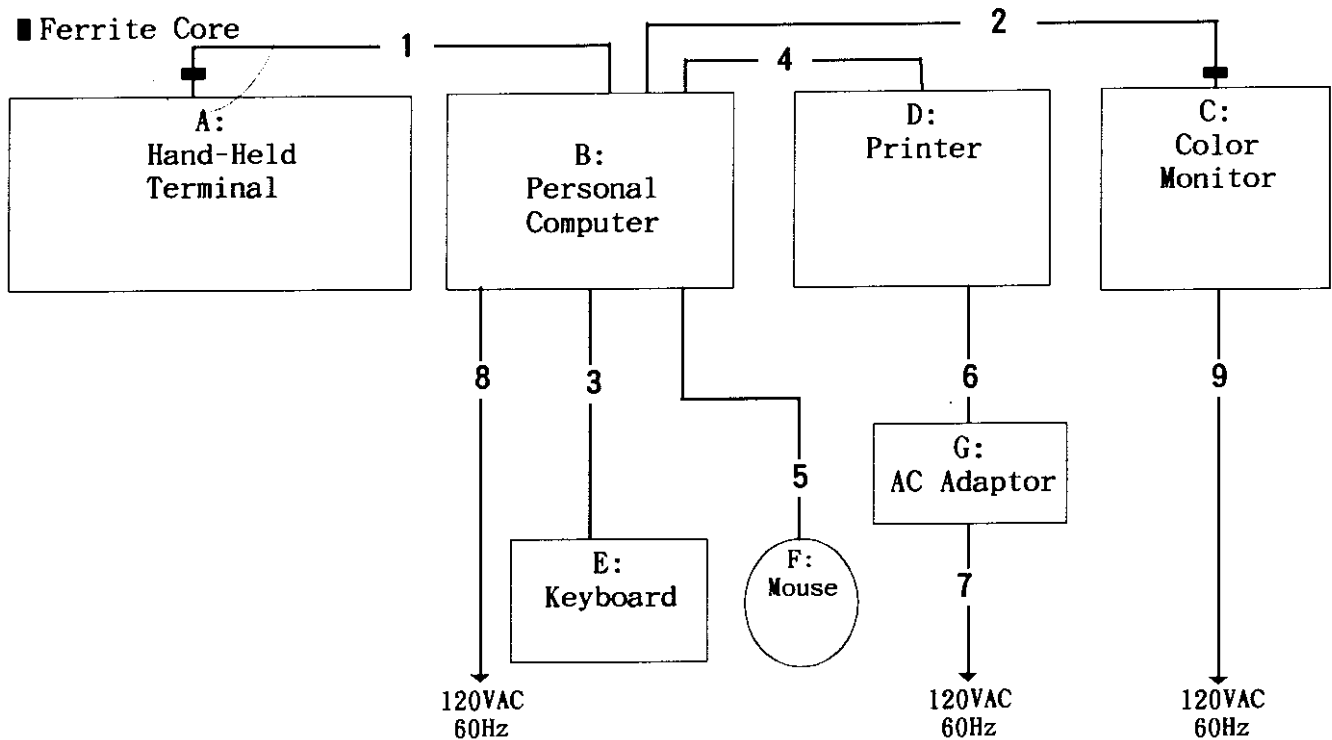 ■ Ferrite Core
1
2
4
A:
Hand-Held
Terminal
B:
Personal
Computer
D:
Printer
C:
Color
Monitor
8
3
5
6
9
G:
AC Adaptor
E:
Keyboard
F:
Mouse
7
120VAC
60Hz
120VAC
60Hz
120VAC
60Hz